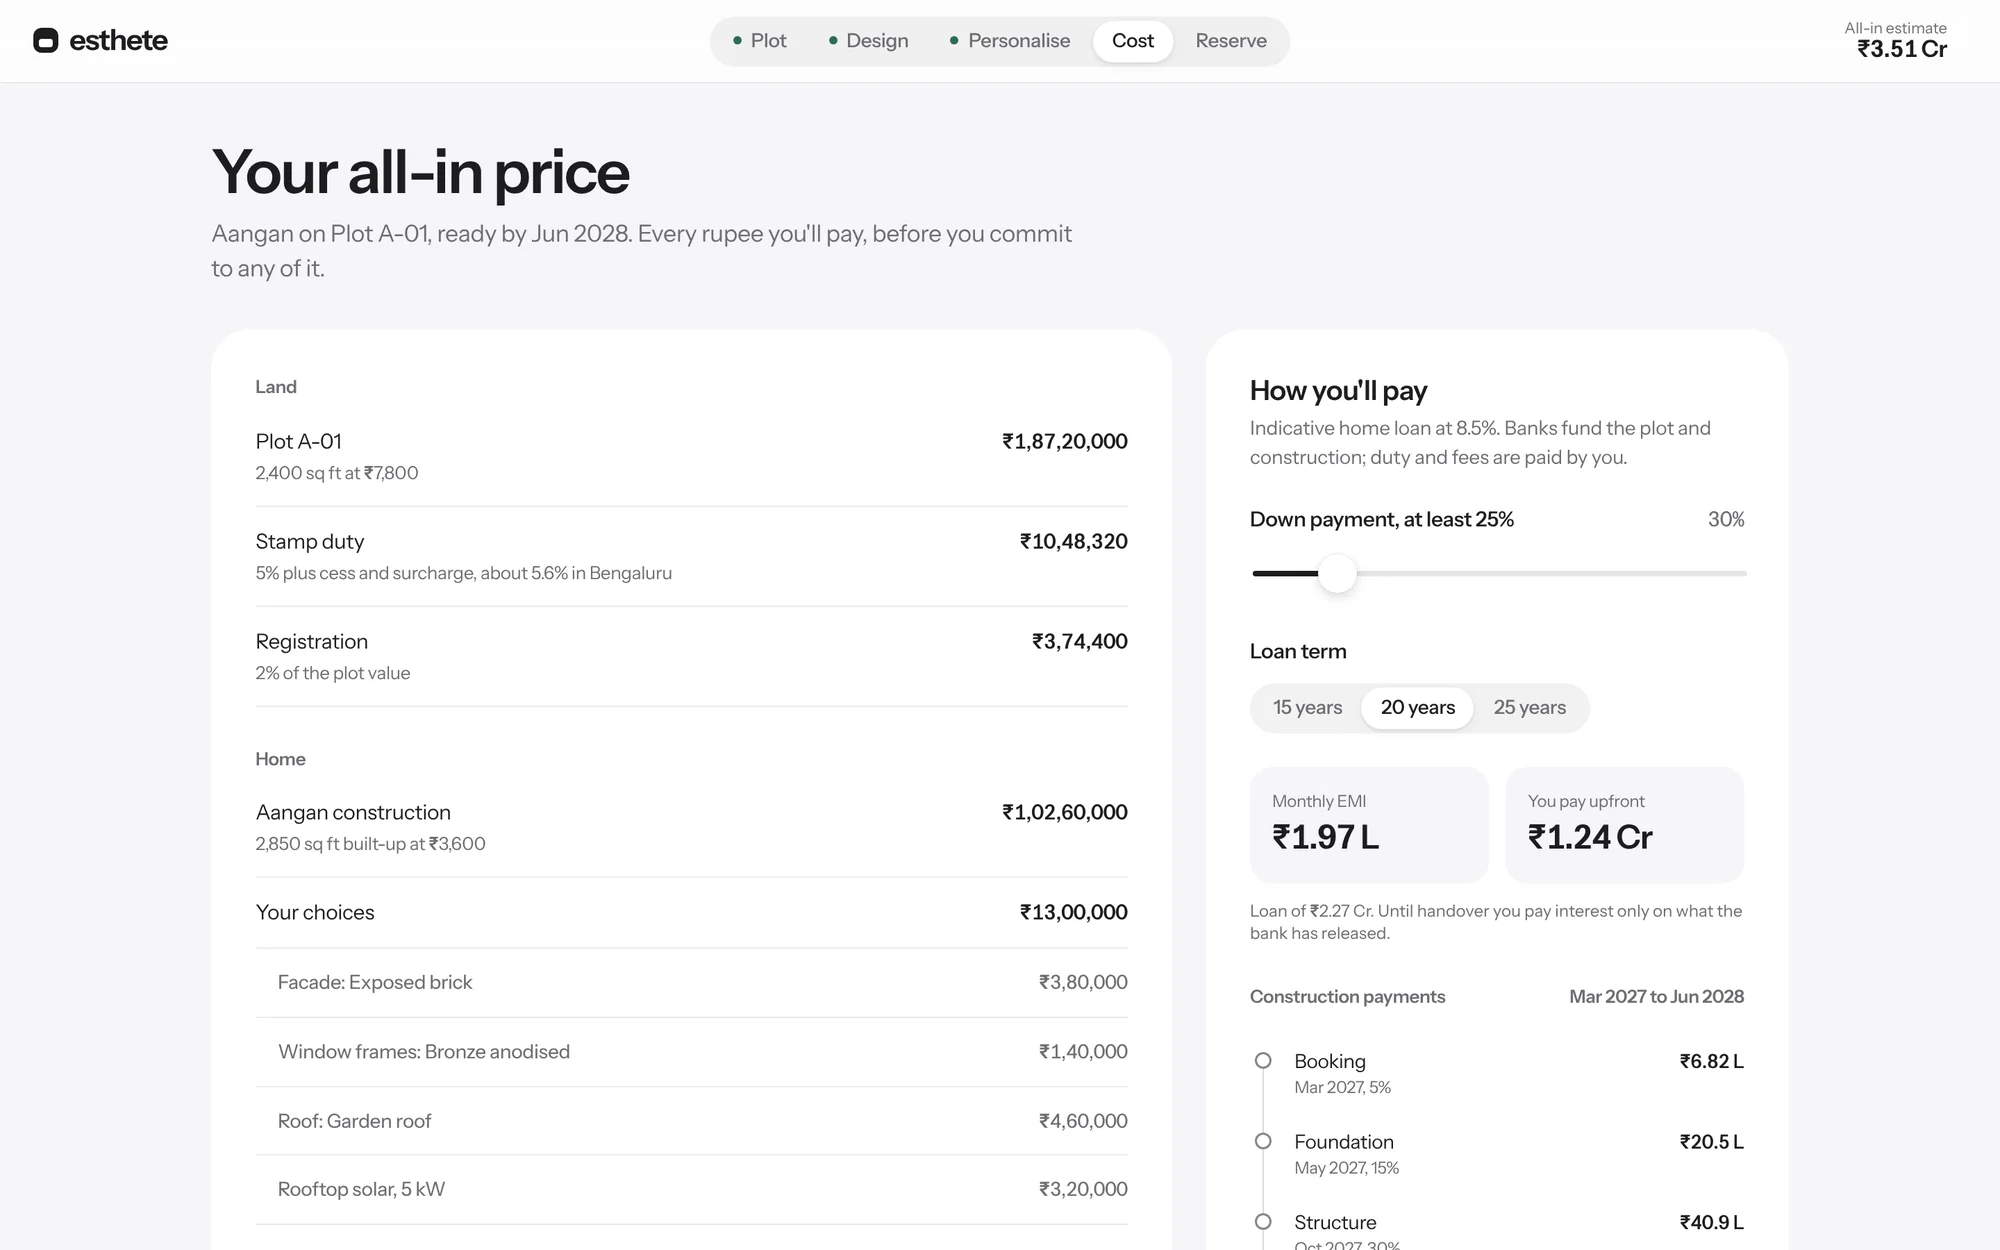 esthete
Plot
Design
Personalise
Cost
Reserve
All-in estimate
₹3.51 Cr
Your all-in price
Aangan on Plot A-01, ready by Jun 2028. Every rupee you'll pay, before you commit
to any of it.
Land
Plot A-01
₹1,87,20,000
2,400 sq ft at ₹7,800
Stamp duty
₹10,48,320
5% plus cess and surcharge, about 5.6% in Bengaluru
Registration
₹3,74,400
2% of the plot value
Home
Aangan construction
₹1,02,60,000
2,850 sq ft built-up at ₹3,600
Your choices
₹13,00,000
Facade: Exposed brick
₹3,80,000
Window frames: Bronze anodised
₹1,40,000
Roof: Garden roof
₹4,60,000
Rooftop solar, 5 kW
₹3,20,000
How you'll pay
Indicative home loan at 8.5%. Banks fund the plot and
construction; duty and fees are paid by you.
Down payment, at least 25%
30%
Loan term
15 years
20 years
25 years
Monthly EMI
₹1.97 L
You pay upfront
₹1.24 Cr
Loan of ₹2.27 Cr. Until handover you pay interest only on what the
bank has released.
Construction payments
Mar 2027 to Jun 2028
Booking
₹6.82 L
Mar 2027, 5%
Foundation
₹20.5 L
May 2027, 15%
Structure
₹40.9 L
Oct 2027, 30%